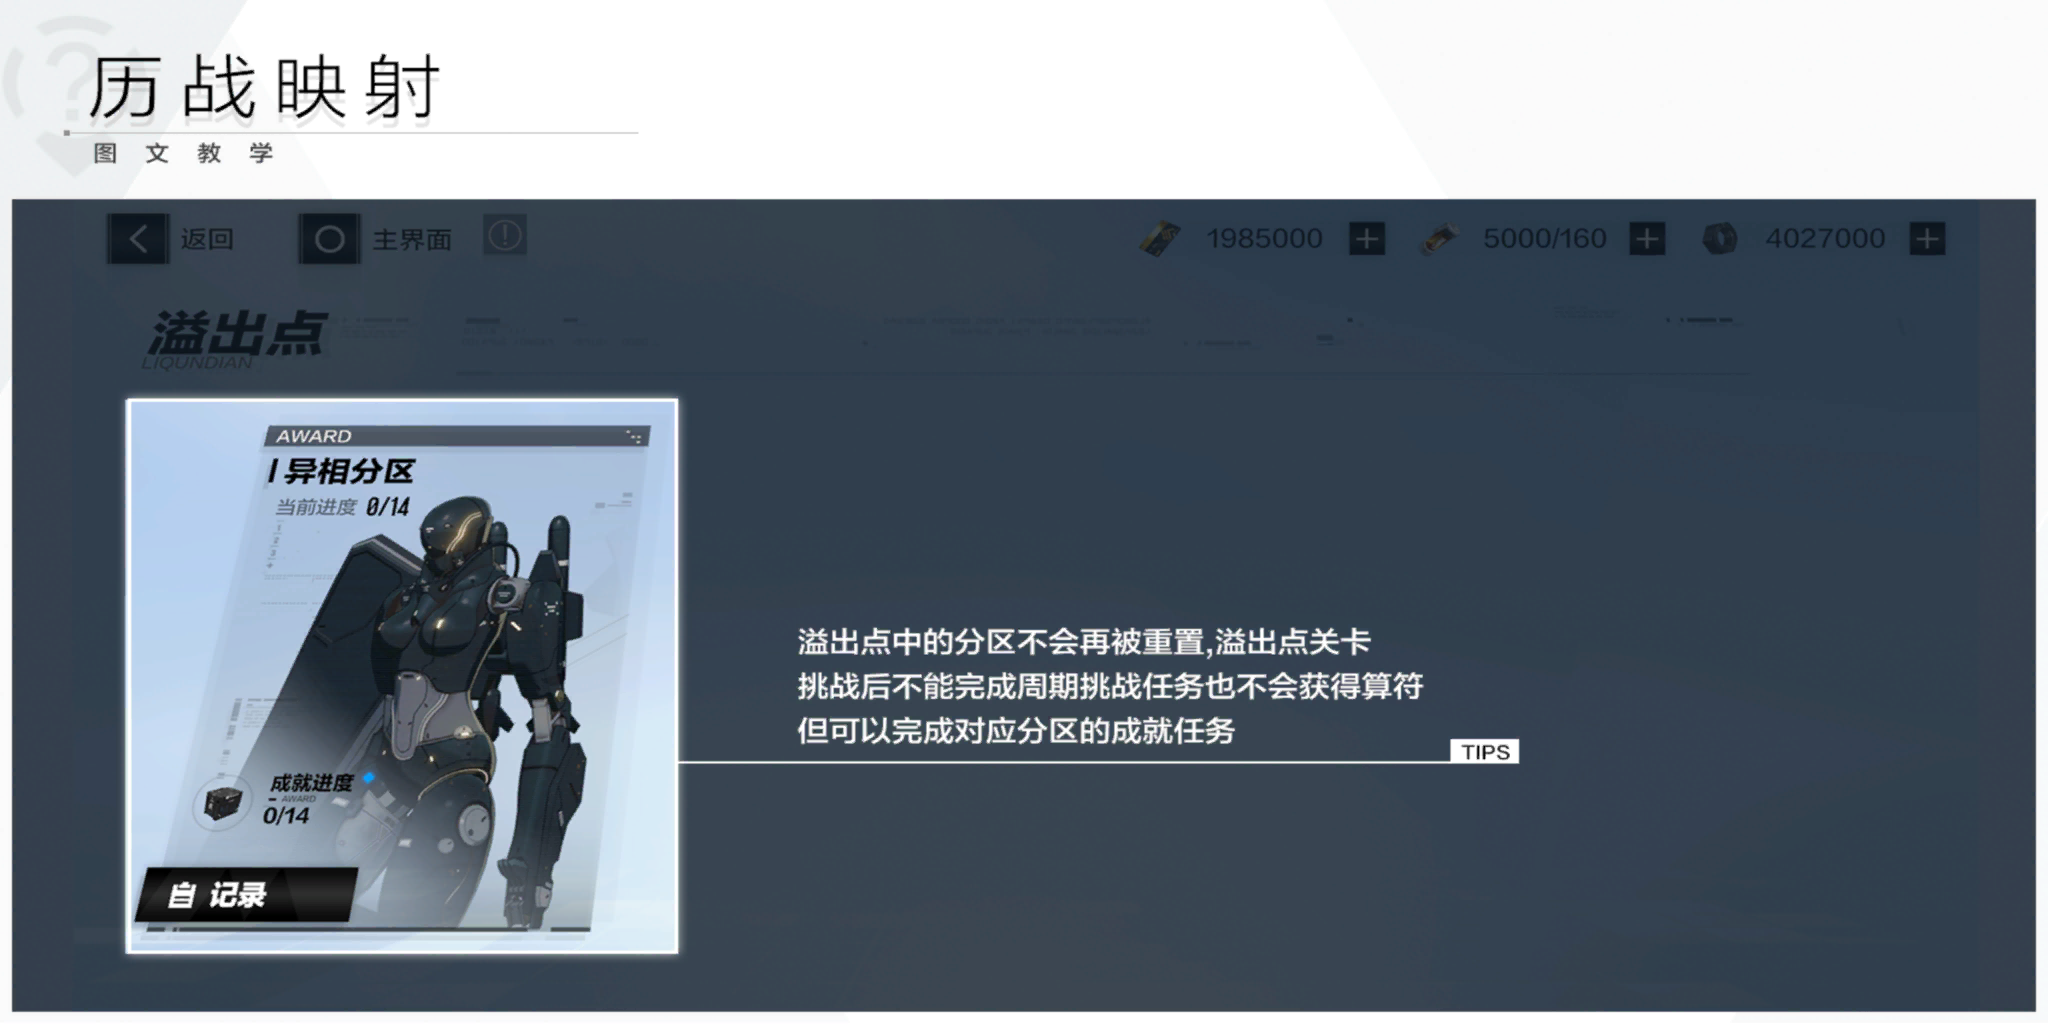 历战映射
图文教学
返回
主界面
1985000
5000/160
4027000
溢出点
LIQUNDIAN
AWARD
异相分区
当前进度 0/14
成就进度
AWARD
0/14
记录
溢出点中的分区不会再被重置,溢出点关卡
挑战后不能完成周期挑战任务也不会获得算符
但可以完成对应分区的成就任务
TIPS